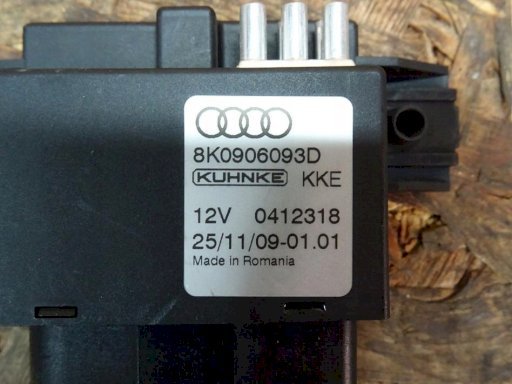 8K0906093D
KUHNKE KKE
12V 0412318
25/11/09-01.01
Made in Romania